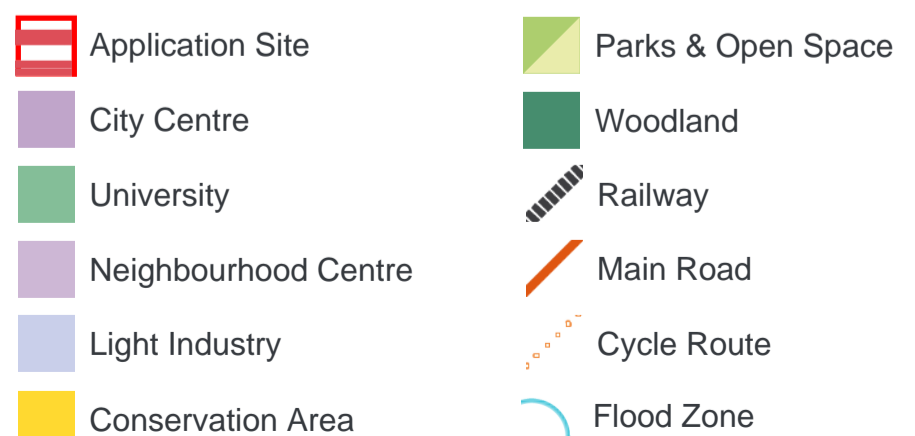 Application Site
City Centre
University
Neighbourhood Centre
Light Industry
Conservation Area
Parks & Open Space
Woodland
Railway
Main Road
Cycle Route
Flood Zone